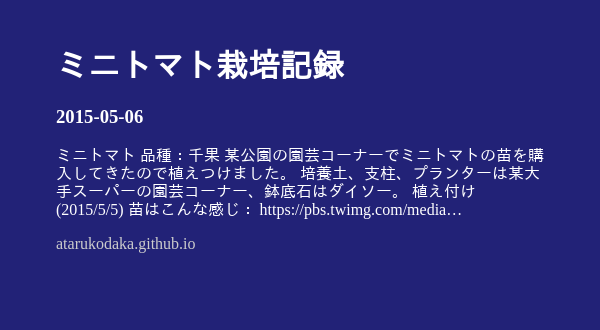 ミニトマト栽培記録
2015-05-06
ミニトマト 品種：千果 某公園の園芸コーナーでミニトマトの苗を購
入してきたので植えつけました。 培養土、支柱、プランターは某大
手スーパーの園芸コーナー、鉢底石はダイソー。 植え付け
(2015/5/5) 苗はこんな感じ： https://pbs.twimg.com/media…
atarukodaka.github.io